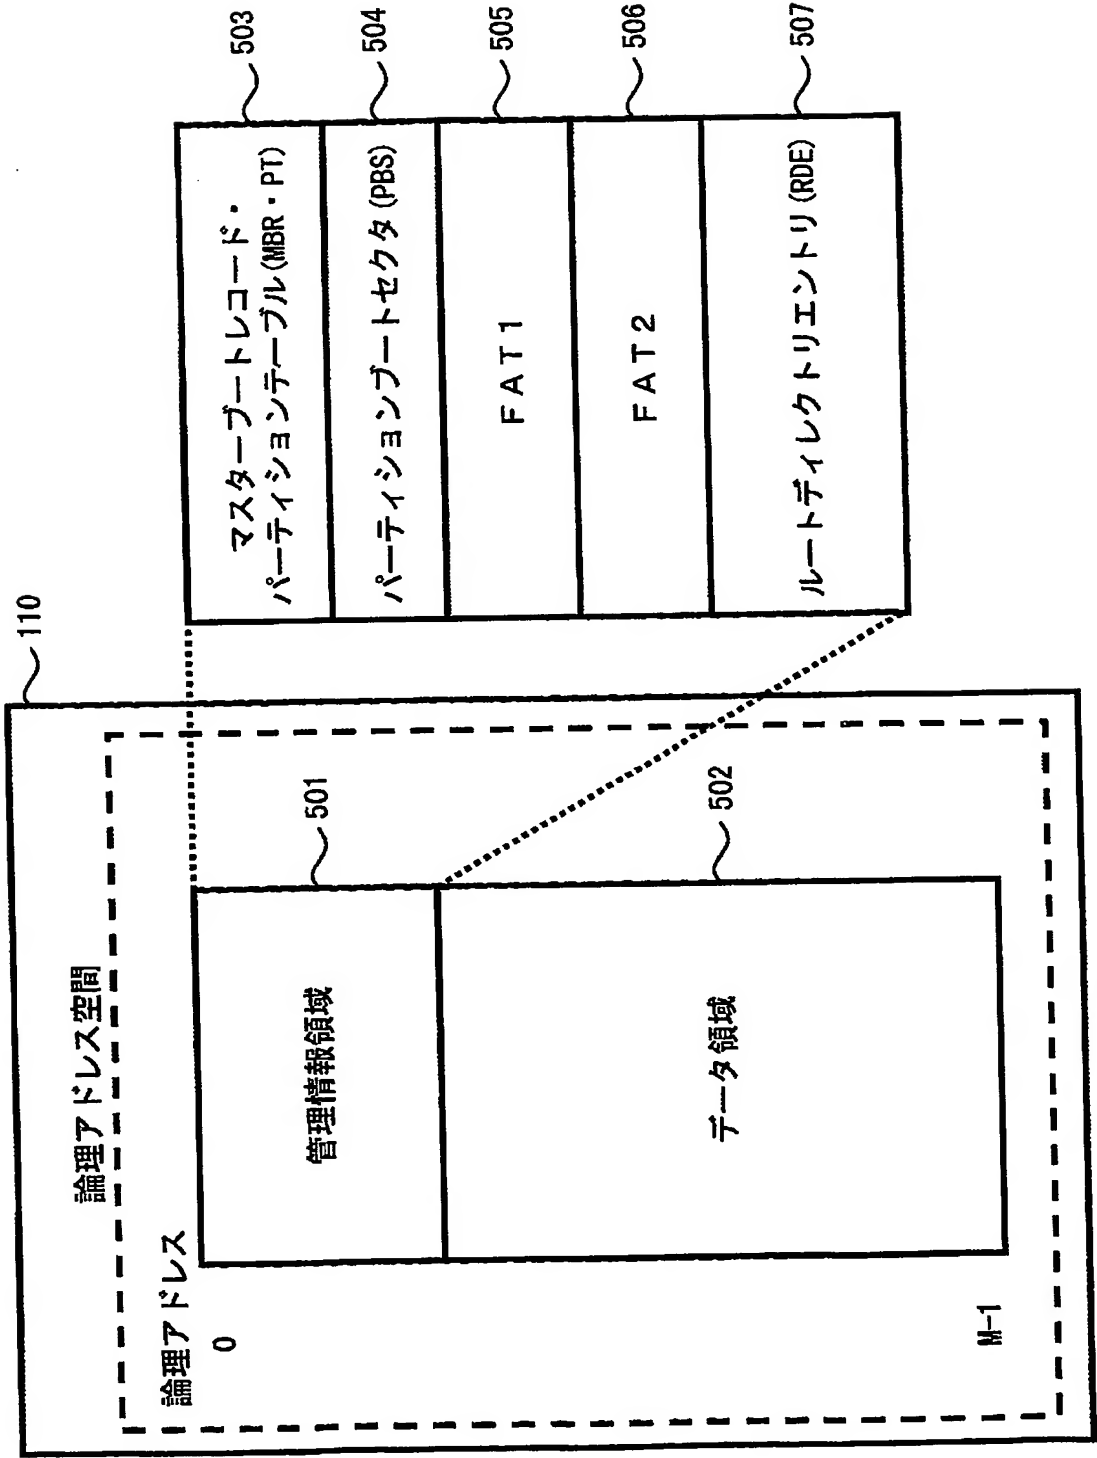 110
論理アドレス空間
論理アドレス
0
M-1
管理情報領域
501
データ領域
502
マスターブートレコード・
パーティションテーブル(MBR・PT)
503
パーティションブートセクタ(PBS)
504
FAT1
505
FAT2
506
ルートディレクトリエントリ(RDE)
507